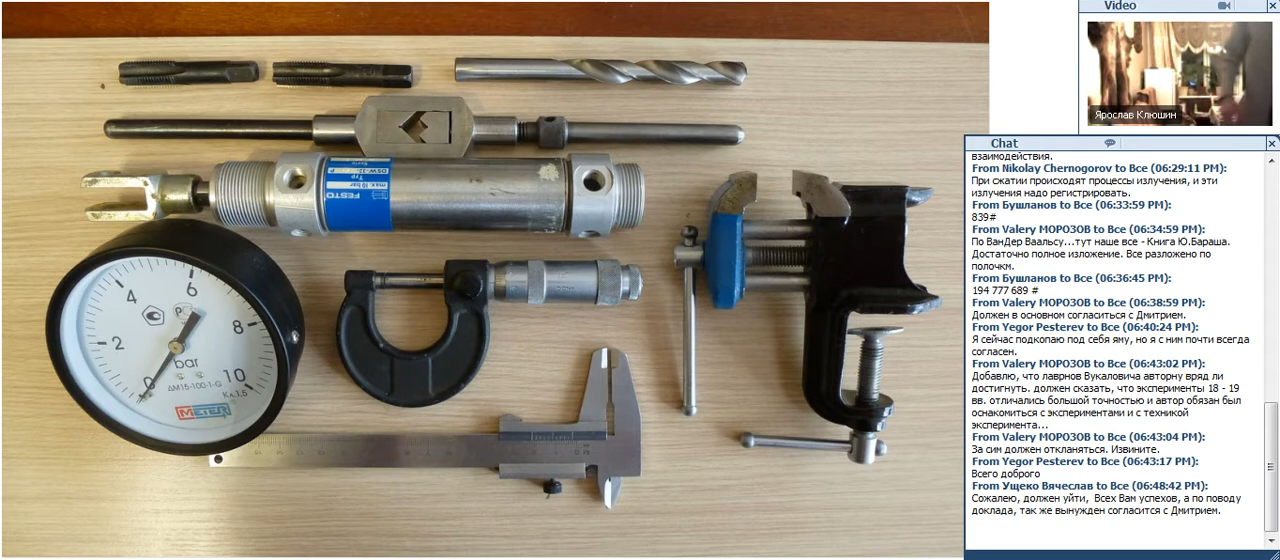 Video
Ярослав Клюшин
Chat
взаимодействия.
From Nikolay Chernogorov to Все (06:29:11 PM):
При сжатии происходят процессы излучения, и эти
излучения надо регистрировать.
From Бушланов to Все (06:33:59 PM):
839#
From Valery МОРОЗОВ to Все (06:34:59 PM):
По ВанДер Ваальсу...тут наше все - Книга Ю.Бараша.
Достаточно полное изложение. Все разложено по
полочкм.
From Бушланов to Все (06:36:45 PM):
194 777 689 #
From Valery МОРОЗОВ to Все (06:38:59 PM):
Должен в основном согласиться с Дмитрием.
From Yegor Pesterev to Все (06:40:24 PM):
Я сейчас подкопаю под себя яму, но я с ним почти всегда
согласен.
From Valery МОРОЗОВ to Все (06:43:02 PM):
Добавлю, что лаврнов Вукаловича авторну вряд ли
достигнуть. должен сказать, что эксперименты 18 - 19
вв. отличались большой точностью и автор обязан был
оснакомиться с экспериментами и с техникой
эксперимента...
From Valery МОРОЗОВ to Все (06:43:04 PM):
За сим должен откланяться. Извините.
From Yegor Pesterev to Все (06:43:17 PM):
Всего доброго
From Ущеко Вячеслав to Все (06:48:42 PM):
Сожалею, должен уйти, Всех Вам успехов, а по поводу
доклада, так же вынужден согласится с Дмитрием.
FESTO
max. 10 bar
Typ
0 2 4 6 8 10
bar
ДМ15-100-1-G
Кл.1,5
METER